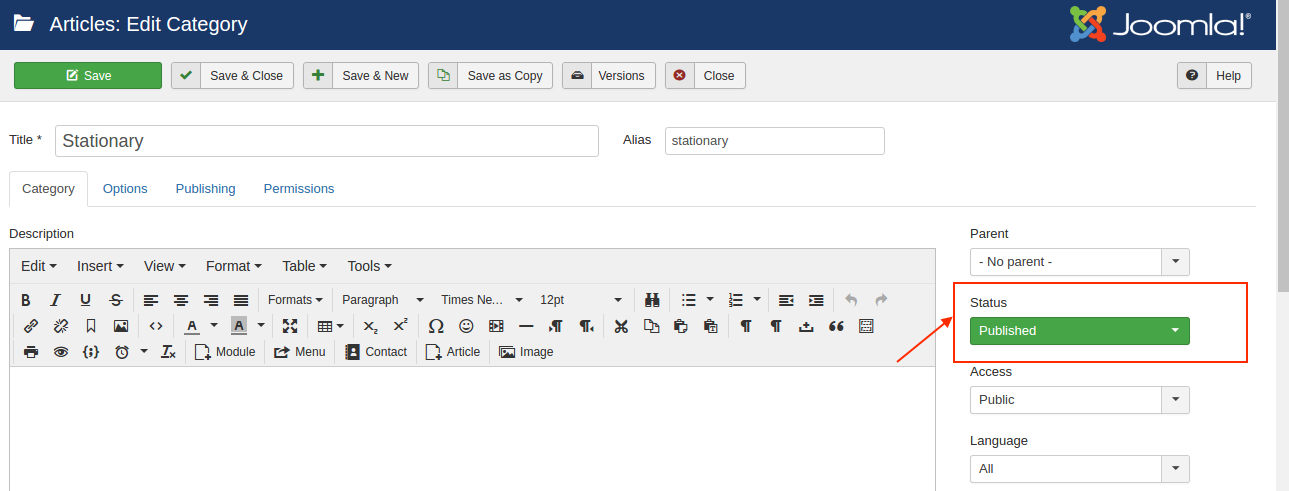 Articles: Edit Category
Joomla!®
Save
Save & Close
Save & New
Save as Copy
Versions
Close
Help
Title *
Stationary
Alias
stationary
Category
Options
Publishing
Permissions
Description
Edit
Insert
View
Format
Table
Tools
Formats
Paragraph
Times Ne...
12pt
Module
Menu
Contact
Article
Image
Parent
- No parent -
Status
Published
Access
Public
Language
All